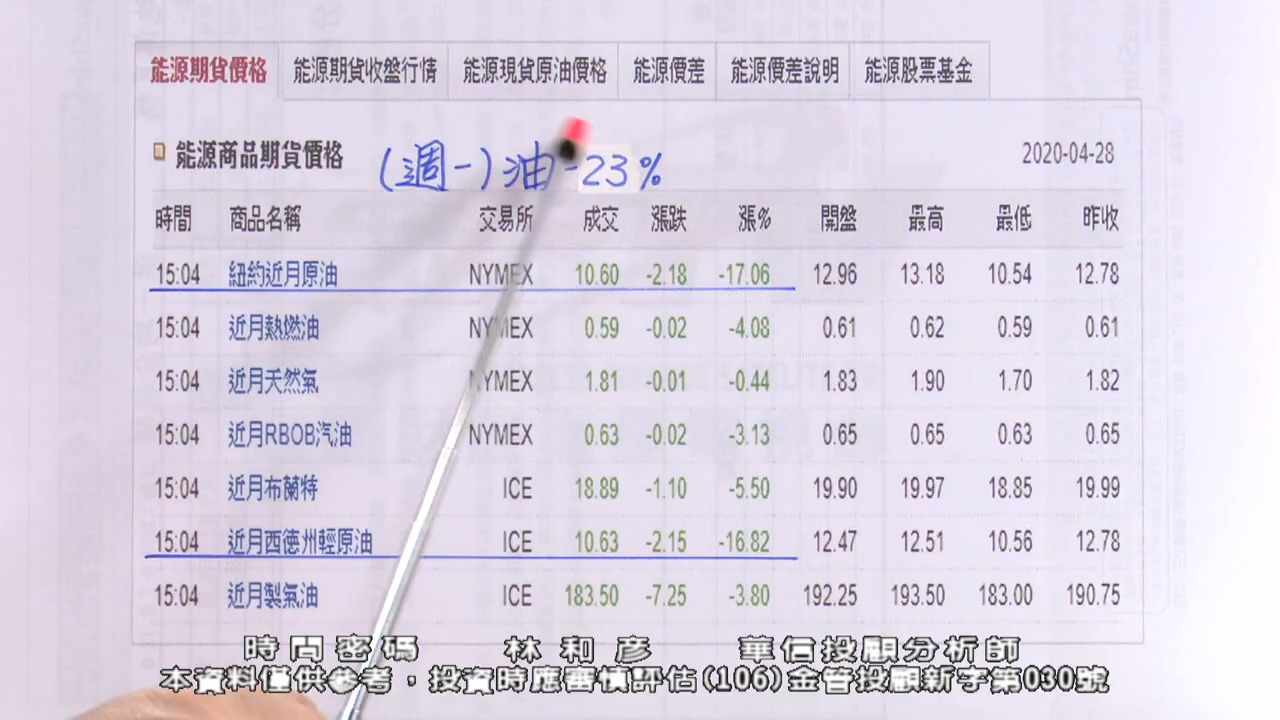 能源期貨價格 能源期貨收盤行情 能源現貨原油價格 能源價差 能源價差說明 能源股票基金
能源商品期貨價格 (週一)油-23% 2020-04-28
時間 商品名稱 交易所 成交 漲跌 漲% 開盤 最高 最低 昨收
15:04 紐約近月原油 NYMEX 10.60 -2.18 -17.06 12.96 13.18 10.54 12.78
15:04 近月熱燃油 NYMEX 0.59 -0.02 -4.08 0.61 0.62 0.59 0.61
15:04 近月天然氣 NYMEX 1.81 -0.01 -0.44 1.83 1.90 1.70 1.82
15:04 近月RBOB汽油 NYMEX 0.63 -0.02 -3.13 0.65 0.65 0.63 0.65
15:04 近月布蘭特 ICE 18.89 -1.10 -5.50 19.90 19.97 18.85 19.99
15:04 近月西德州輕原油 ICE 10.63 -2.15 -16.82 12.47 12.51 10.56 12.78
15:04 近月製氣油 ICE 183.50 -7.25 -3.80 192.25 193.50 183.00 190.75
時間密碼 林和彦 華信投顧分析師
本資料僅供參考，投資時應審慎評估(106)金管投顧新字第030號